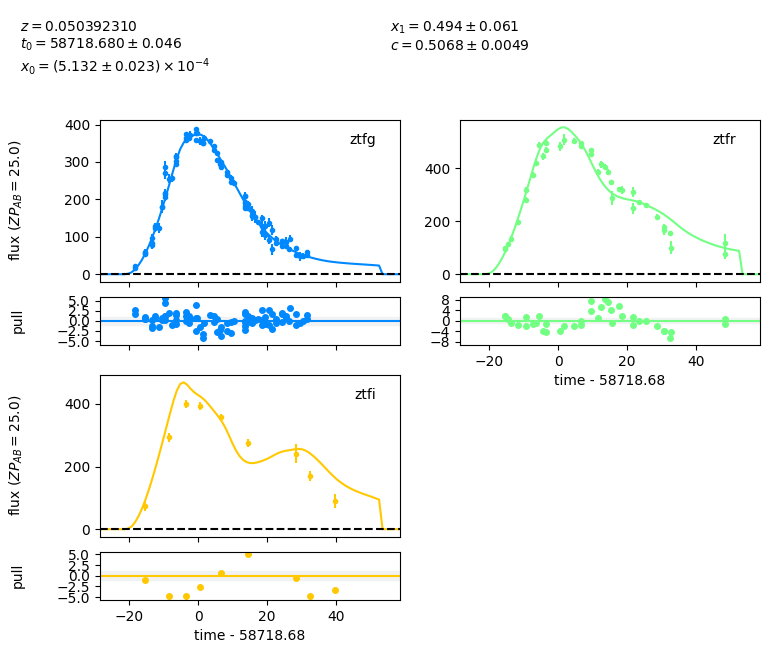 z = 0.050392310
t₀ = 58718.680 ± 0.046
x₀ = (5.132 ± 0.023) × 10⁻⁴
x₁ = 0.494 ± 0.061
c = 0.5068 ± 0.0049
ztfg
flux (ZP_AB = 25.0)
400
300
200
100
0
pull
5.0
2.5
0.0
−2.5
−5.0
ztfr
400
200
0
8
4
0
−4
−8
−20
0
20
40
time - 58718.68
ztfi
flux (ZP_AB = 25.0)
400
200
0
pull
5.0
2.5
0.0
−2.5
−5.0
−20
0
20
40
time - 58718.68